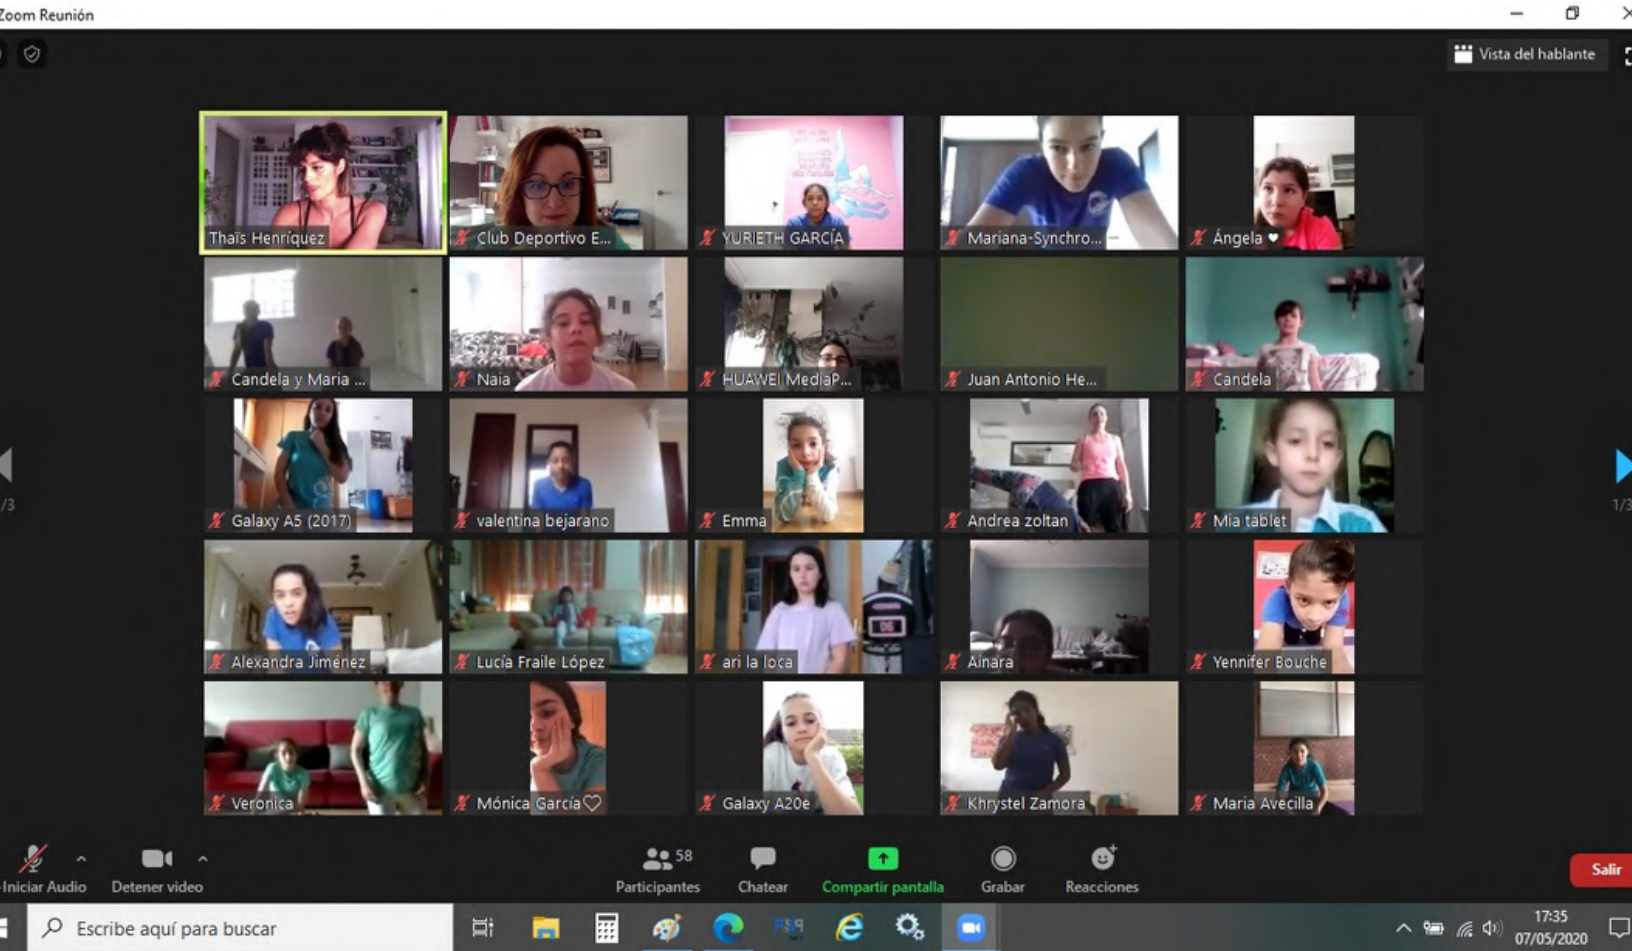 Zoom Reunión
Vista del hablante
Thaïs Henríquez
Club Deportivo E...
YURIETH GARCÍA
Mariana-Synchro...
Ángela ♥
Candela y Maria ...
Naia
HUAWEI MediaP...
Juan Antonio He...
Candela
Galaxy A5 (2017)
valentina bejarano
Emma
Andrea zoltan
Mia tablet
/3
1/3
Alexandra Jiménez
Lucía Fraile López
ari la loca
06
Ainara
Yennifer Bouche
Veronica
Mónica García♡
Galaxy A20e
Khrystel Zamora
Maria Avecilla
58
Iniciar Audio
Detener video
Participantes
Chatear
Compartir pantalla
Grabar
Reacciones
Salir
Escribe aquí para buscar
17:35
07/05/2020